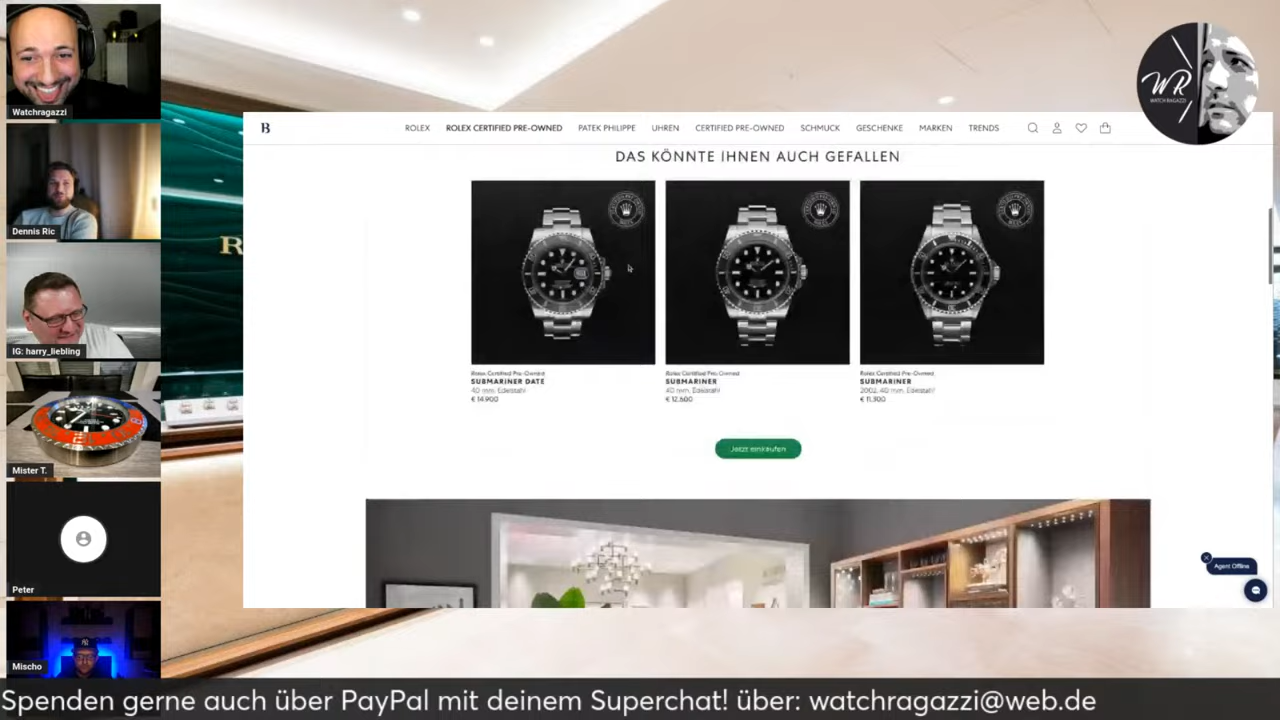 Watchragazzi
Dennis Ric
IG: harry_liebling
Mister T.
Peter
Mischo
WR
WATCHRAGAZZI
R
B
ROLEX
ROLEX CERTIFIED PRE-OWNED
PATEK PHILIPPE
UHREN
CERTIFIED PRE-OWNED
SCHMUCK
GESCHENKE
MARKEN
TRENDS
DAS KÖNNTE IHNEN AUCH GEFALLEN
Rolex Certified Pre-Owned
SUBMARINER DATE
40 mm, Edelstahl
€ 14.900
Rolex Certified Pre-Owned
SUBMARINER
40 mm, Edelstahl
€ 12.600
Rolex Certified Pre-Owned
SUBMARINER
2002, 40 mm, Edelstahl
€ 11.300
Jetzt einkaufen
Agent Offline
Spenden gerne auch über PayPal mit deinem Superchat! über: watchragazzi@web.de